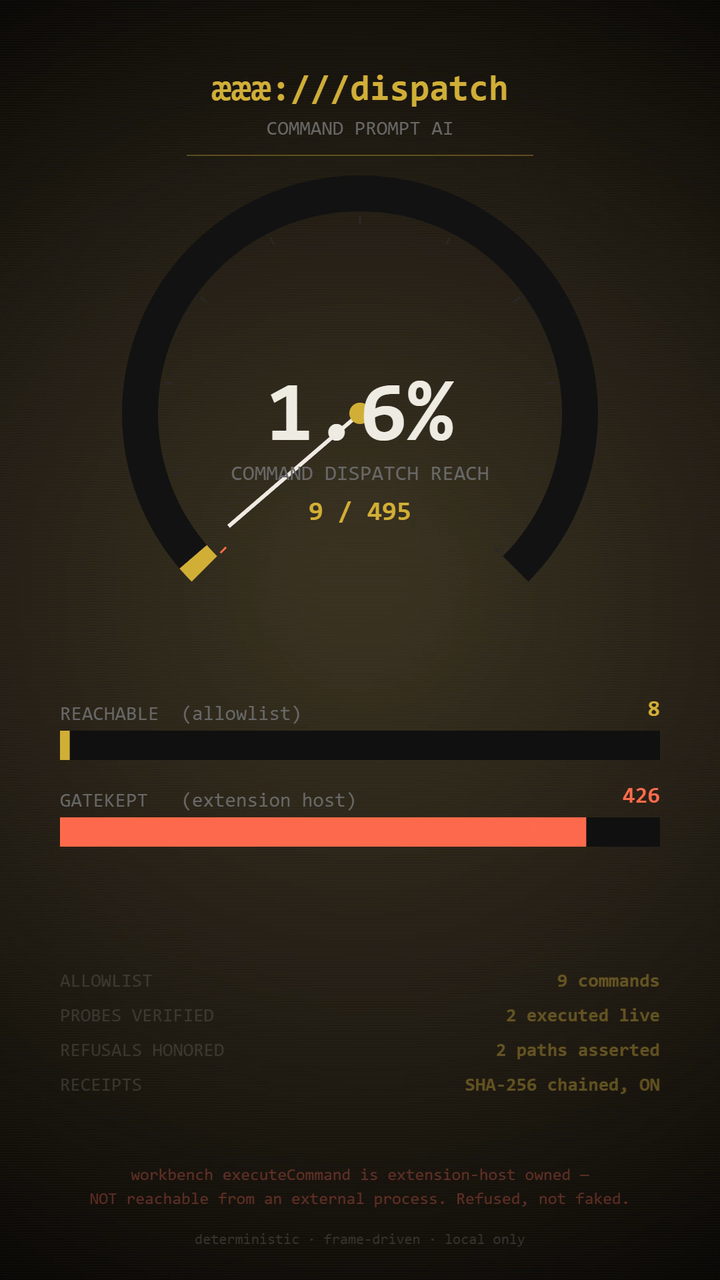 æææ:///dispatch
COMMAND PROMPT AI
1.6%
COMMAND DISPATCH REACH
9 / 495
REACHABLE (allowlist) 8
GATEKEPT (extension host) 426
ALLOWLIST 9 commands
PROBES VERIFIED 2 executed live
REFUSALS HONORED 2 paths asserted
RECEIPTS SHA-256 chained, ON
workbench executeCommand is extension-host owned —
NOT reachable from an external process. Refused, not faked.
deterministic · frame-driven · local only